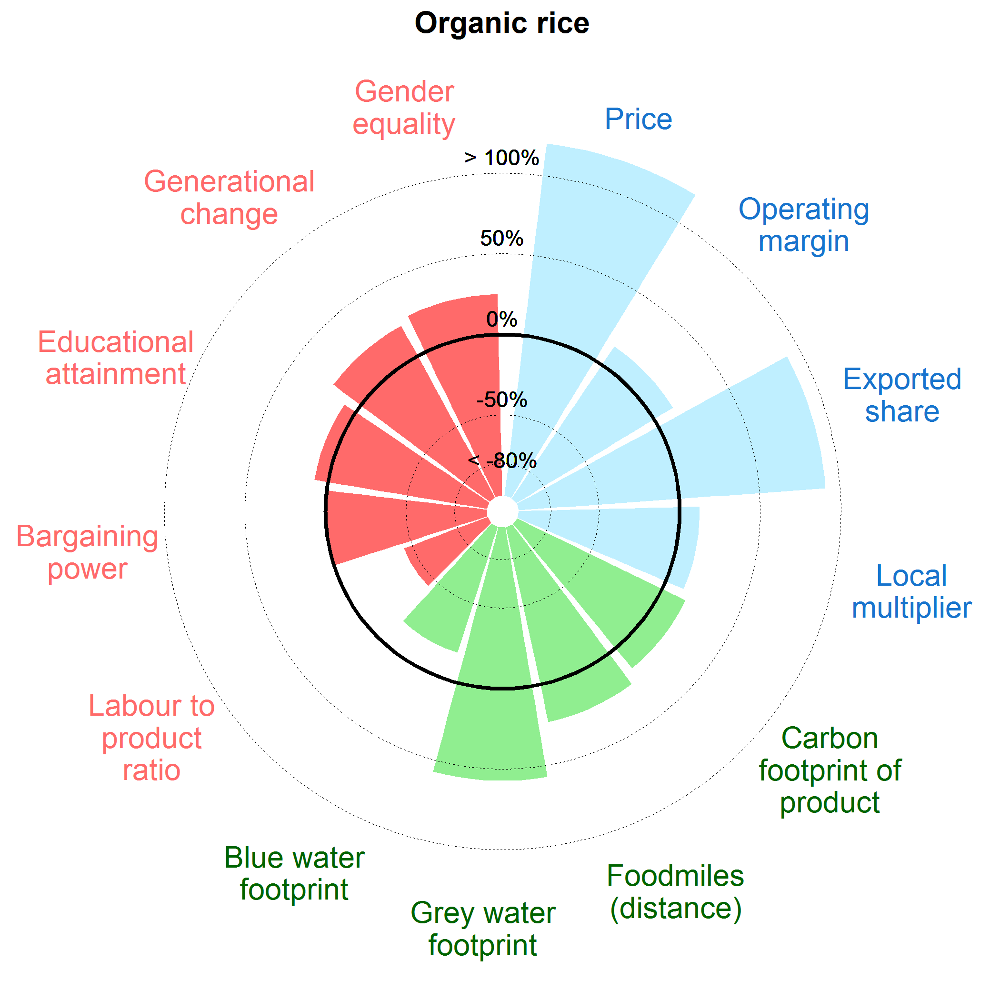 Organic rice
Gender
equality
Price
> 100%
Generational
change
Operating
margin
50%
0%
Educational
attainment
Exported
share
-50%
< -80%
Bargaining
power
Local
multiplier
Labour to
product
ratio
Carbon
footprint of
product
Blue water
footprint
Foodmiles
(distance)
Grey water
footprint